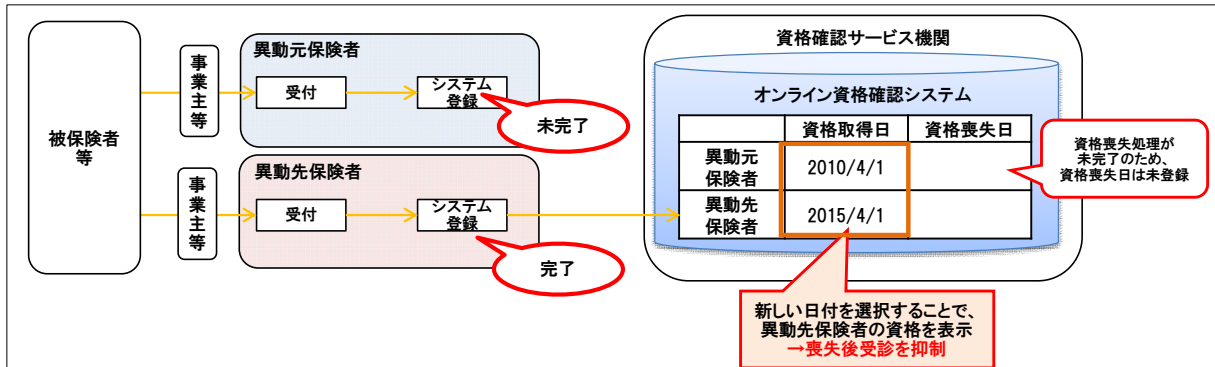 被保険者
等
事業主等
異動元保険者
受付
システム
登録
未完了
事業主等
異動先保険者
受付
システム
登録
完了
資格確認サービス機関
オンライン資格確認システム
資格取得日 資格喪失日
異動元
保険者
2010/4/1
異動先
保険者
2015/4/1
資格喪失処理が
未完了のため、
資格喪失日は未登録
新しい日付を選択することで、
異動先保険者の資格を表示
→喪失後受診を抑制